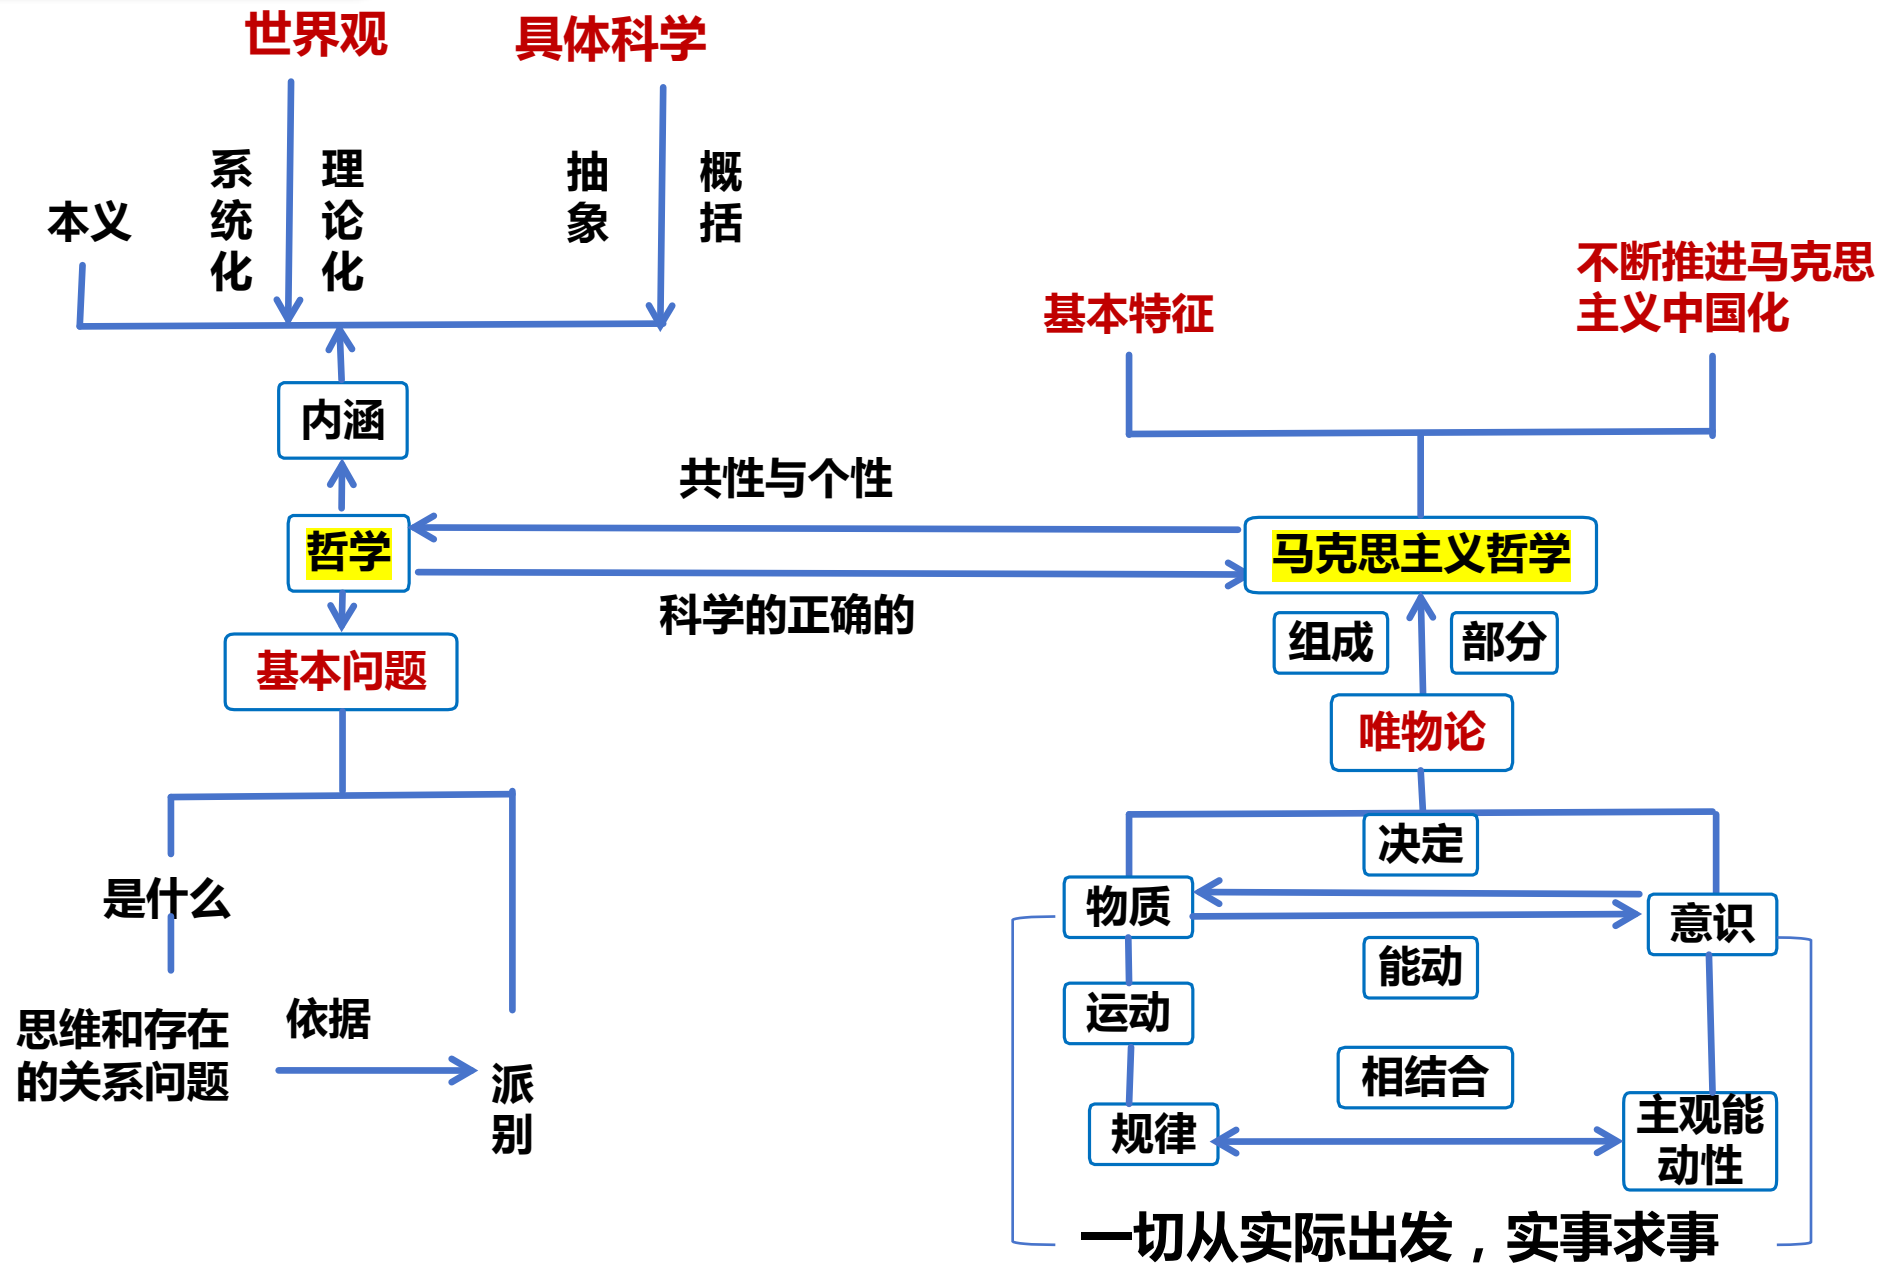 世界观
具体科学
系统化
理论化
抽象
概括
本义
不断推进马克思
主义中国化
基本特征
内涵
共性与个性
哲学
马克思主义哲学
科学的正确的
组成
部分
基本问题
唯物论
决定
是什么
物质
意识
能动
思维和存在
的关系问题
依据
运动
派别
相结合
规律
主观能
动性
一切从实际出发，实事求事